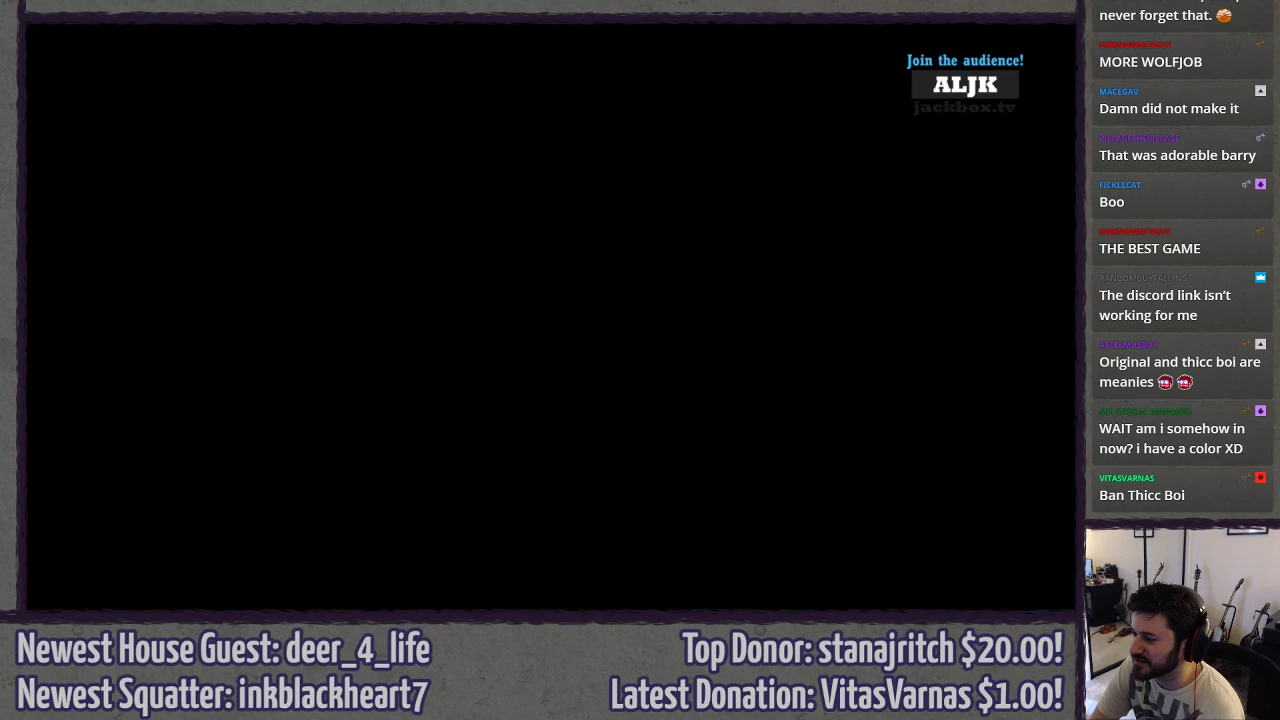 Join the audience!
ALJK
jackbox.tv
never forget that.
MORE WOLFJOB
MACEGAV
Damn did not make it
PILLAGETHEVILLAGE
That was adorable barry
FICKLECAT
Boo
THE BEST GAME
RANDOMGUYFALLING
The discord link isn't
working for me
Original and thicc boi are
meanies
WAIT am i somehow in
now? i have a color XD
VITASVARNAS
Ban Thicc Boi
Newest House Guest: deer_4_life
Newest Squatter: inkblackheart7
Top Donor: stanajritch $20.00!
Latest Donation: VitasVarnas $1.00!